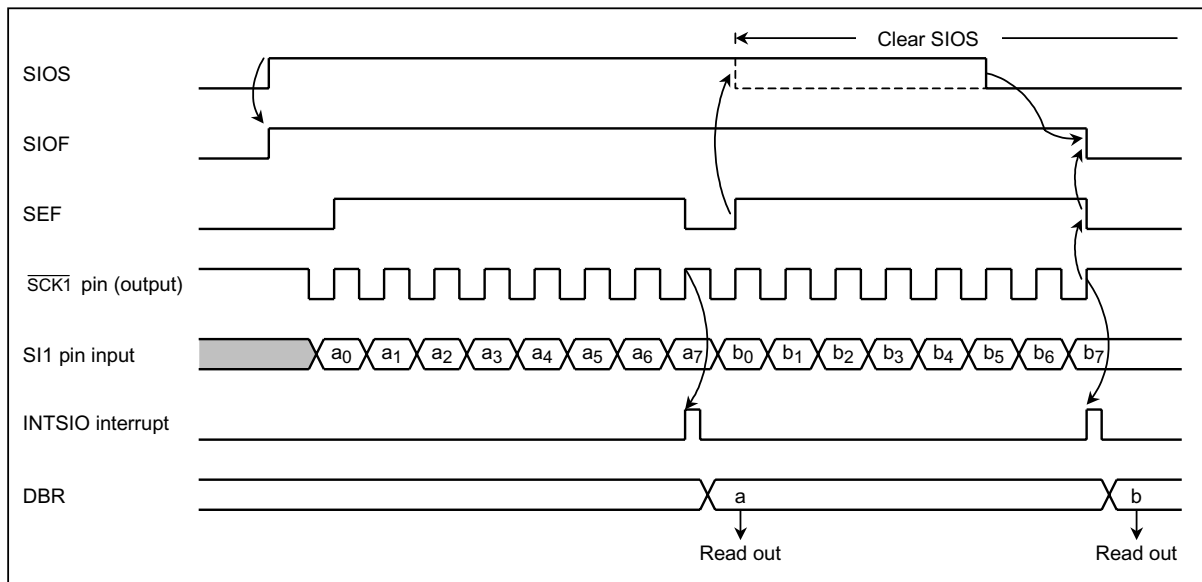 Clear SIOS
SIOS
SIOF
SEF
SCK1 pin (output)
SI1 pin input
a0 a1 a2 a3 a4 a5 a6 a7 b0 b1 b2 b3 b4 b5 b6 b7
INTSIO interrupt
DBR
a
b
Read out
Read out